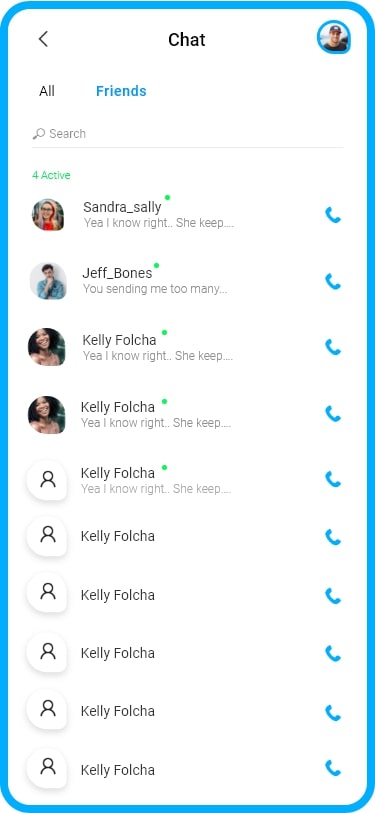 Chat
All Friends
Search
4 Active
Sandra_sally
Yea I know right.. She keep....
Jeff_Bones
You sending me too many...
Kelly Folcha
Yea I know right.. She keep....
Kelly Folcha
Yea I know right.. She keep....
Kelly Folcha
Yea I know right.. She keep....
Kelly Folcha
Kelly Folcha
Kelly Folcha
Kelly Folcha
Kelly Folcha